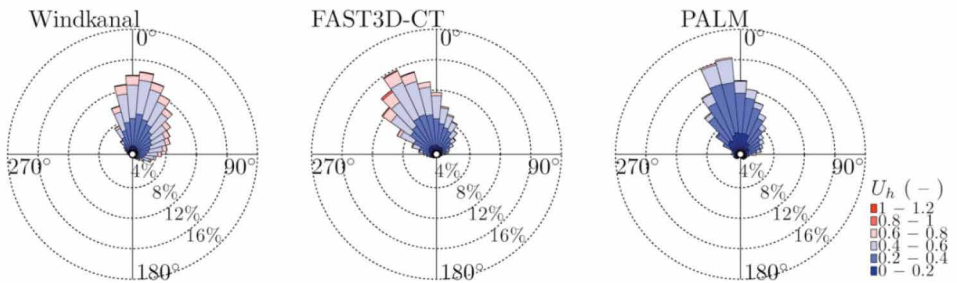 Windkanal
0°
270°
90°
4%
8%
12%
16%
180°
FAST3D-CT
0°
270°
90°
4%
8%
12%
16%
180°
PALM
0°
270°
90°
4%
8%
12%
16%
180°
U_h (−)
1 − 1.2
0.8 − 1
0.6 − 0.8
0.4 − 0.6
0.2 − 0.4
0 − 0.2